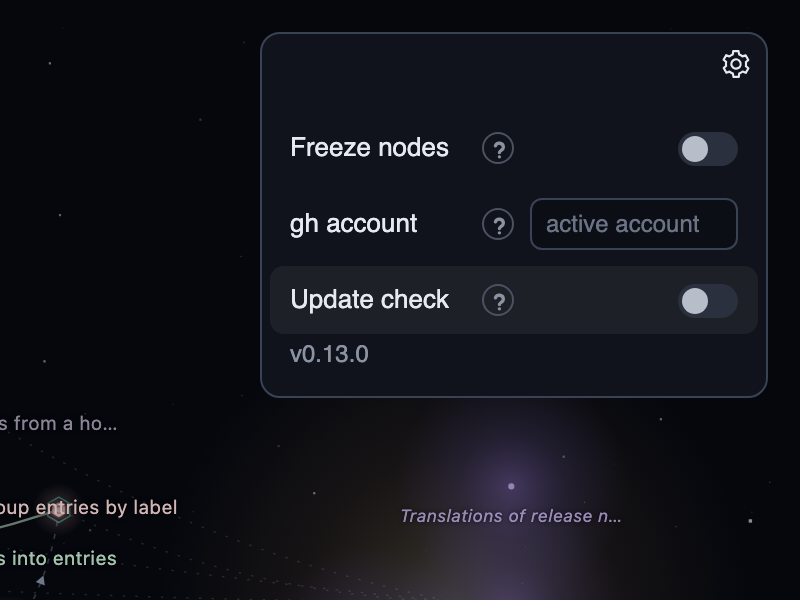 Freeze nodes ?
gh account ? active account
Update check ?
v0.13.0
s from a ho...
oup entries by label
Translations of release n...
s into entries